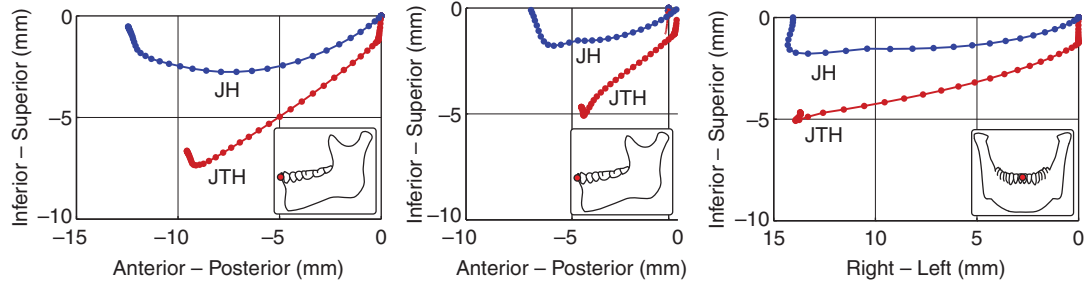 Inferior – Superior (mm)
0
–5
–10
JH
JTH
–15
–10
–5
0
Anterior – Posterior (mm)
Inferior – Superior (mm)
0
–5
–10
JH
JTH
–10
–5
0
Anterior – Posterior (mm)
Inferior – Superior (mm)
0
–5
–10
JH
JTH
15
10
5
0
Right – Left (mm)